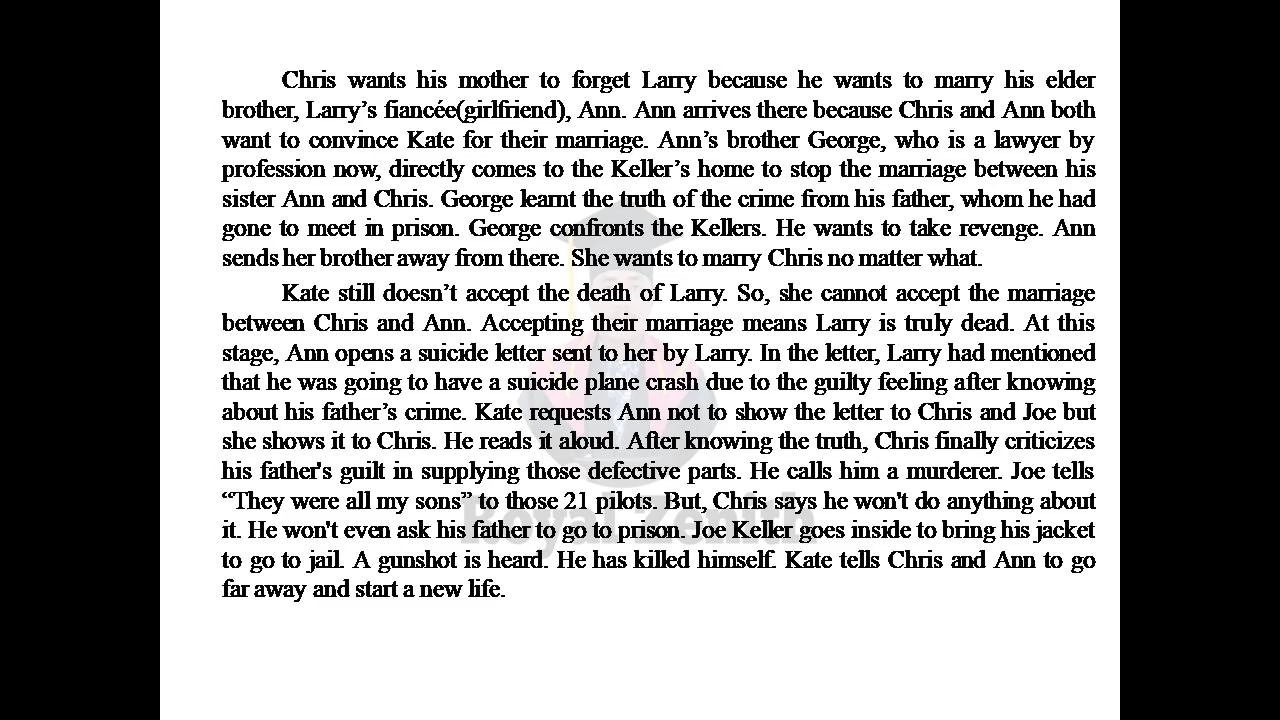 Chris wants his mother to forget Larry because he wants to marry his elder
brother, Larry’s fiancée(girlfriend), Ann. Ann arrives there because Chris and Ann both
want to convince Kate for their marriage. Ann’s brother George, who is a lawyer by
profession now, directly comes to the Keller’s home to stop the marriage between his
sister Ann and Chris. George learnt the truth of the crime from his father, whom he had
gone to meet in prison. George confronts the Kellers. He wants to take revenge. Ann
sends her brother away from there. She wants to marry Chris no matter what.
Kate still doesn’t accept the death of Larry. So, she cannot accept the marriage
between Chris and Ann. Accepting their marriage means Larry is truly dead. At this
stage, Ann opens a suicide letter sent to her by Larry. In the letter, Larry had mentioned
that he was going to have a suicide plane crash due to the guilty feeling after knowing
about his father’s crime. Kate requests Ann not to show the letter to Chris and Joe but
she shows it to Chris. He reads it aloud. After knowing the truth, Chris finally criticizes
his father's guilt in supplying those defective parts. He calls him a murderer. Joe tells
“They were all my sons” to those 21 pilots. But, Chris says he won't do anything about
it. He won't even ask his father to go to prison. Joe Keller goes inside to bring his jacket
to go to jail. A gunshot is heard. He has killed himself. Kate tells Chris and Ann to go
far away and start a new life.
Royal Zenith